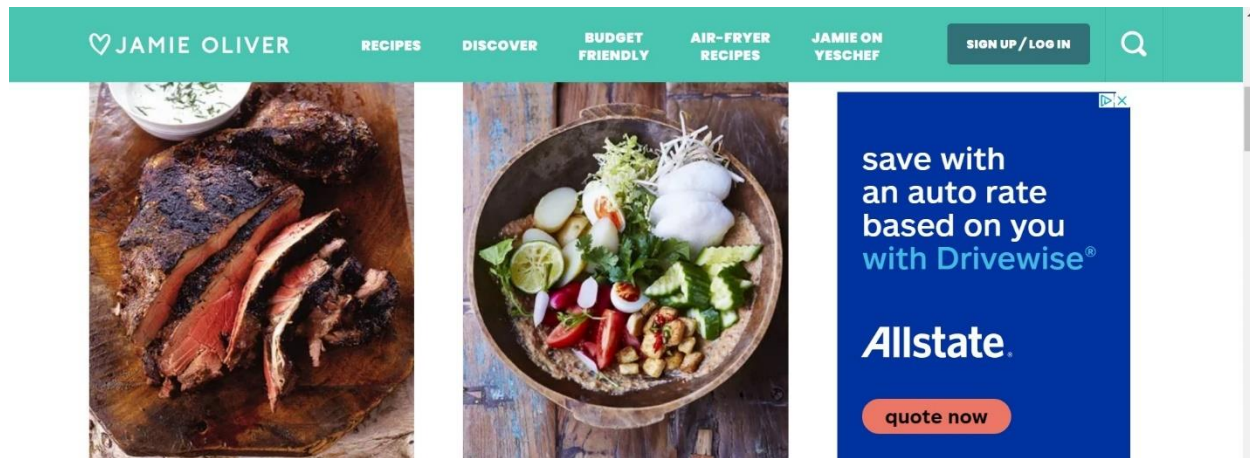 JAMIE OLIVER
RECIPES
DISCOVER
BUDGET
FRIENDLY
AIR-FRYER
RECIPES
JAMIE ON
YESCHEF
SIGN UP / LOG IN
save with
an auto rate
based on you
with Drivewise®
Allstate®
quote now